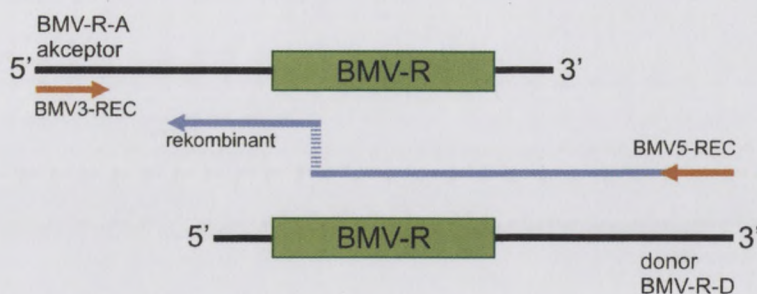 BMV-R-A
akceptor
5’
BMV-R
3’
BMV3-REC
rekombinant
BMV5-REC
5’
BMV-R
3’
donor
BMV-R-D